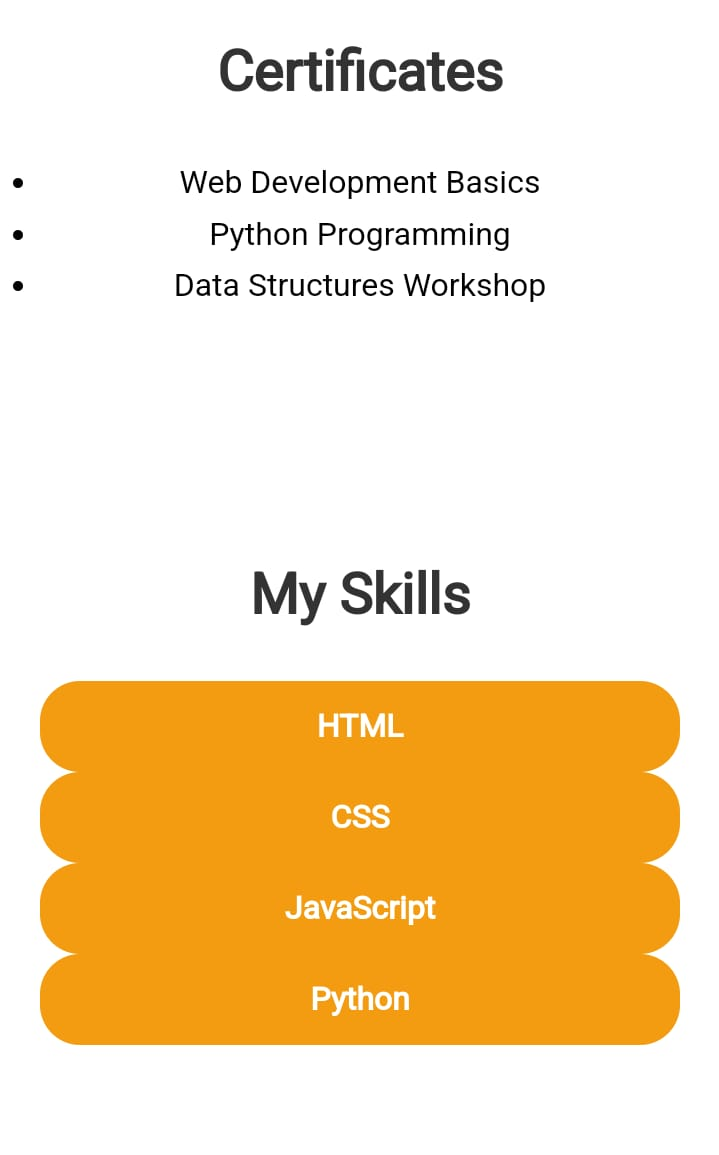 Certificates
• Web Development Basics
• Python Programming
• Data Structures Workshop
My Skills
HTML
CSS
JavaScript
Python